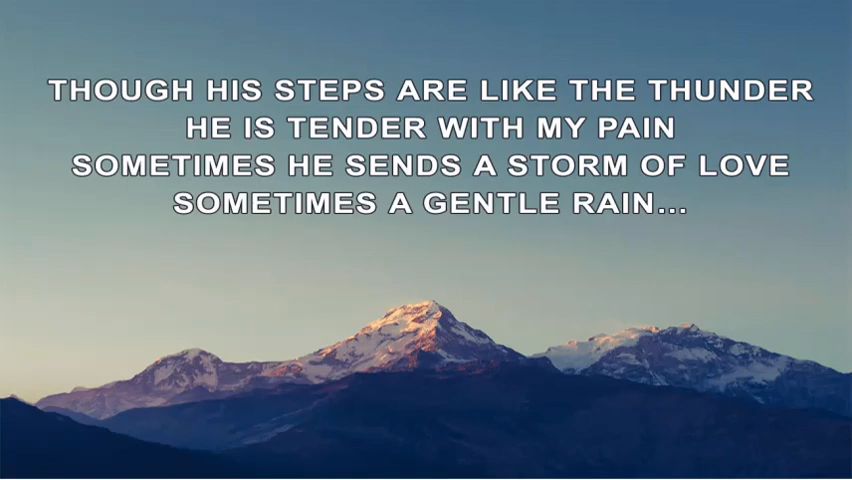 THOUGH HIS STEPS ARE LIKE THE THUNDER
HE IS TENDER WITH MY PAIN
SOMETIMES HE SENDS A STORM OF LOVE
SOMETIMES A GENTLE RAIN...